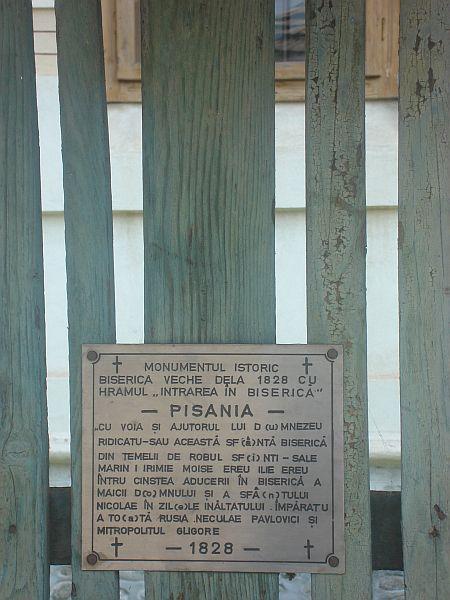 MONUMENTUL ISTORIC
BISERICA VECHE DELA 1828 CU
HRAMUL „INTRAREA ÎN BISERICĂ"
— PISANIA —
„CU VOIA ȘI AJUTORUL LUI D(ω)MNEZEU
RIDICATU-SAU ACEASTĂ SF(â)NTĂ BISERICĂ
DIN TEMELII DE ROBUL SF(i)NTI-SALE
MARIN I IRIMIE MOISE EREU ILIE EREU
ÎNTRU CINSTEA ADUCERII ÎN BISERICĂ A
MAICII D(o)MNULUI ȘI A SFÂ(n)TULUI
NICOLAE ÎN ZIL(e)LE INĂLTATULUI ÎMPĂRATU
A TO(a)TĂ RUSIA NECULAE PAVLOVICI ȘI
MITROPOLITUL GLIGORE
— 1828 —